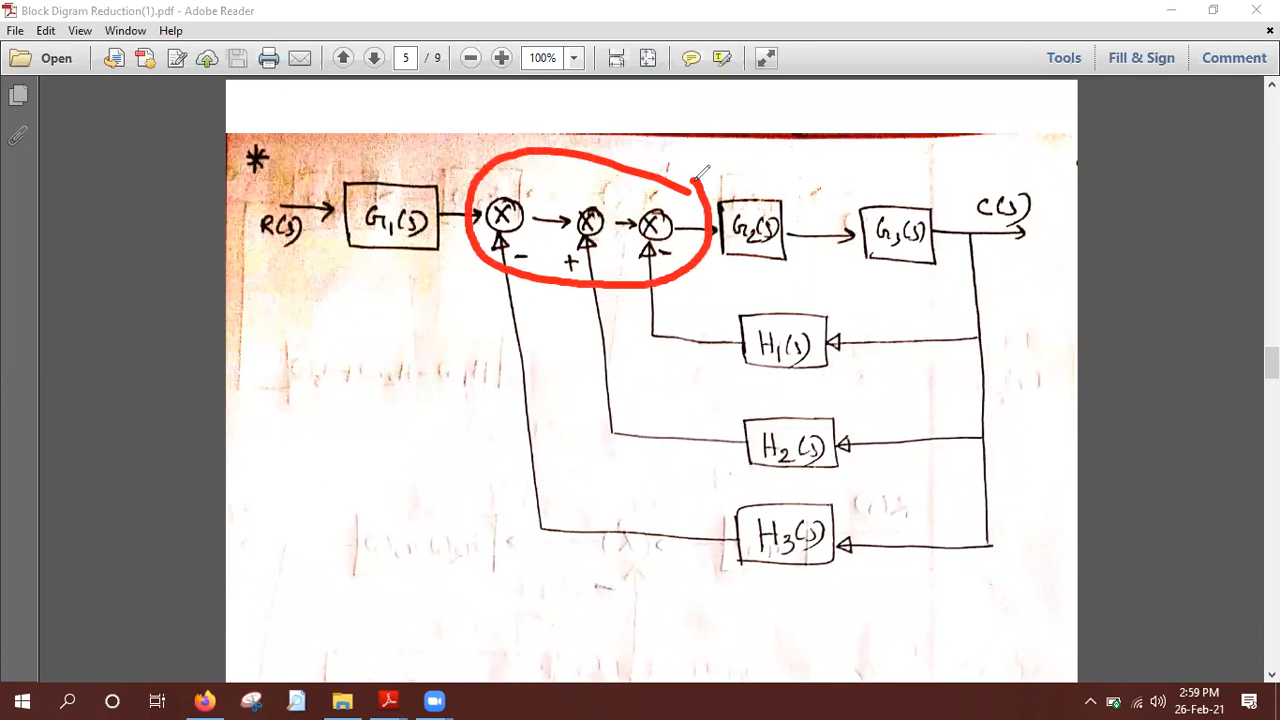 Block Digram Reduction(1).pdf - Adobe Reader
File Edit View Window Help
Open 5 / 9 100% Tools Fill & Sign Comment
*
R(s) G1(s) X X X G2(s) G3(s) C(s)
- + -
H1(s)
H2(s)
H3(s)
2:59 PM
26-Feb-21